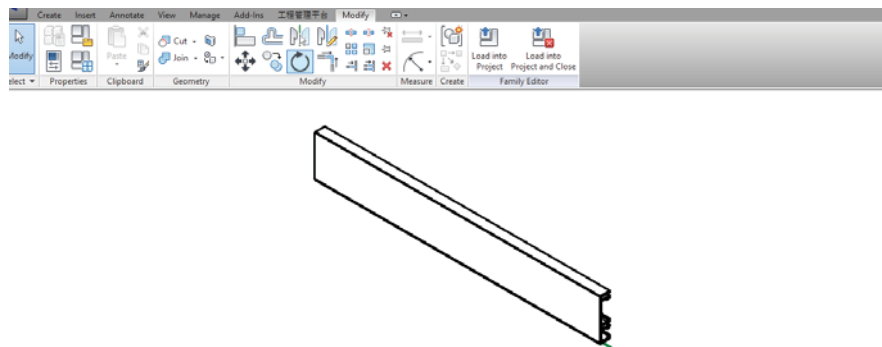 Create Insert Annotate View Manage Add-Ins 工程管理平台 Modify
Modify
Paste
Cut
Join
Load into Project
Load into Project and Close
Select Properties Clipboard Geometry Modify Measure Create Family Editor